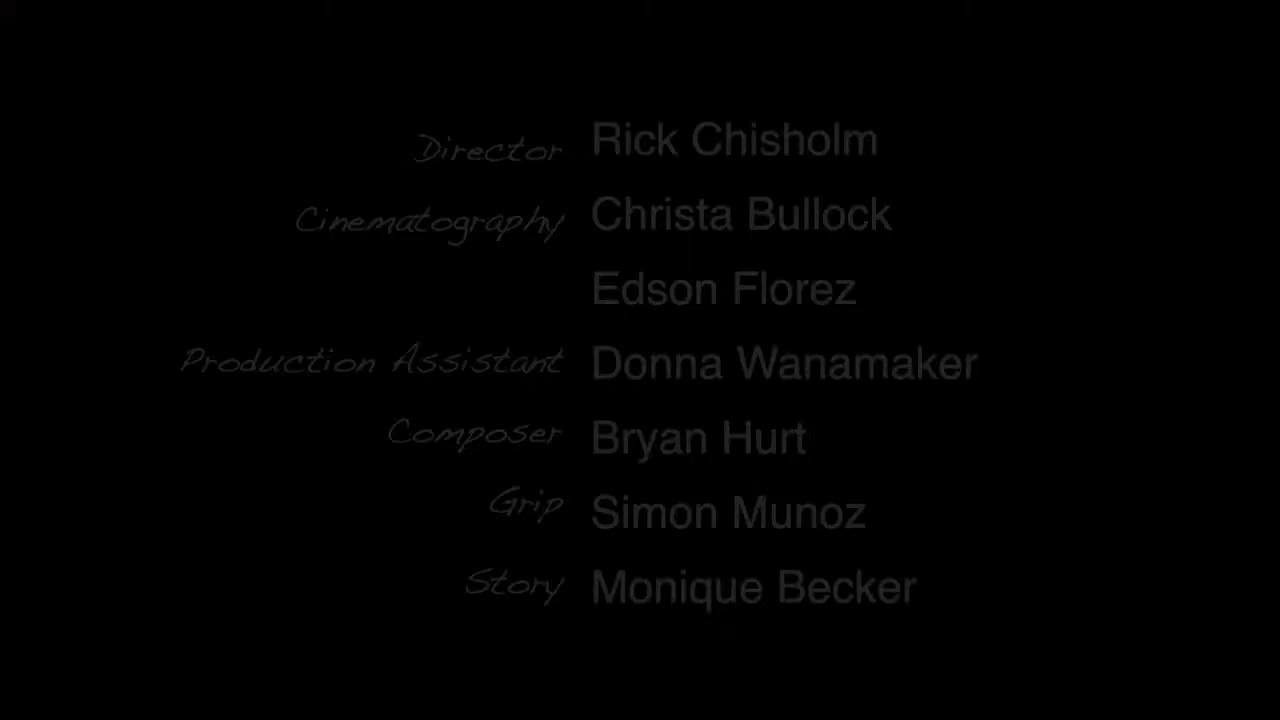 Director Rick Chisholm
Cinematography Christa Bullock
Edson Florez
Production Assistant Donna Wanamaker
Composer Bryan Hurt
Grip Simon Munoz
Story Monique Becker